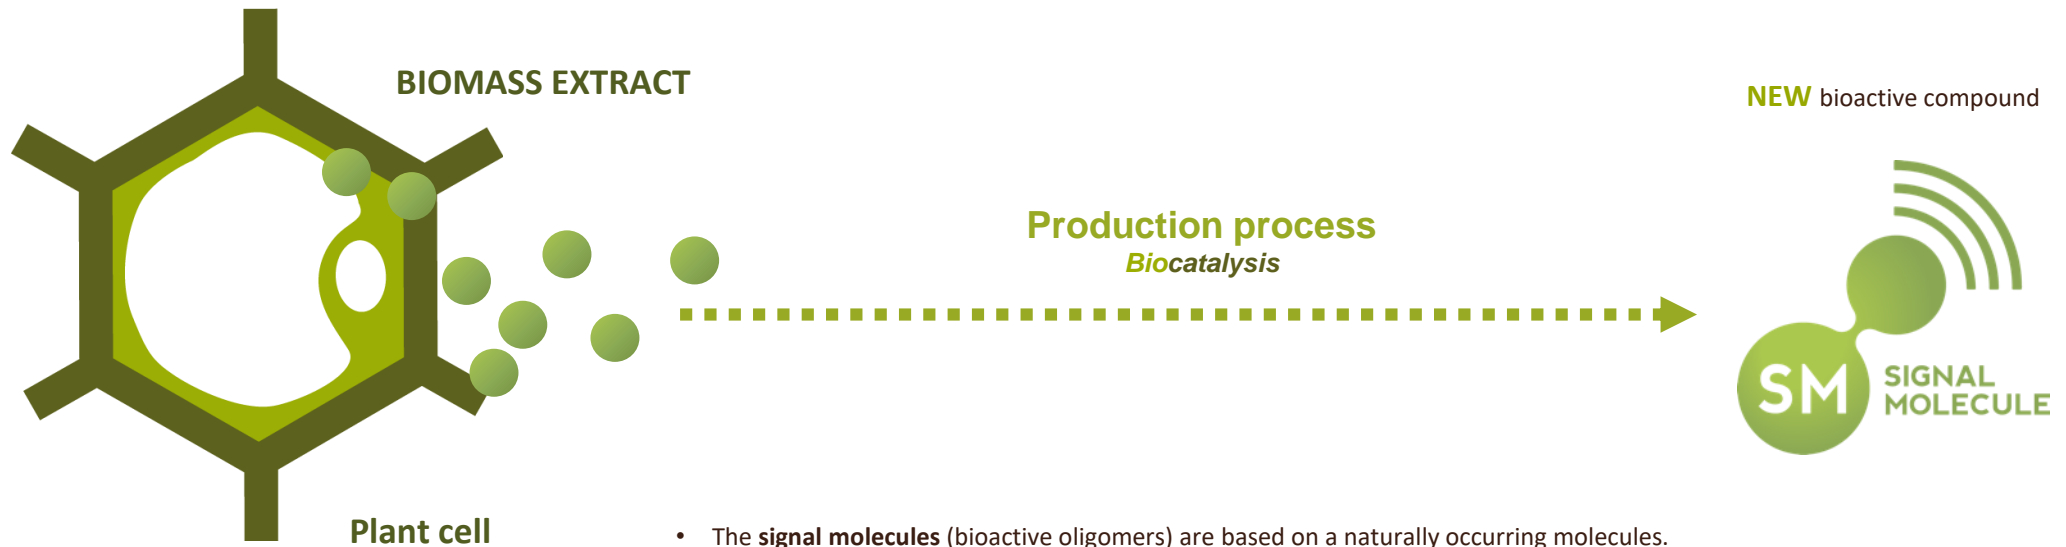 BIOMASS EXTRACT
NEW bioactive compound
Production process
Biocatalysis
SM SIGNAL
MOLECULE
Plant cell
• The signal molecules (bioactive oligomers) are based on a naturally occurring molecules.